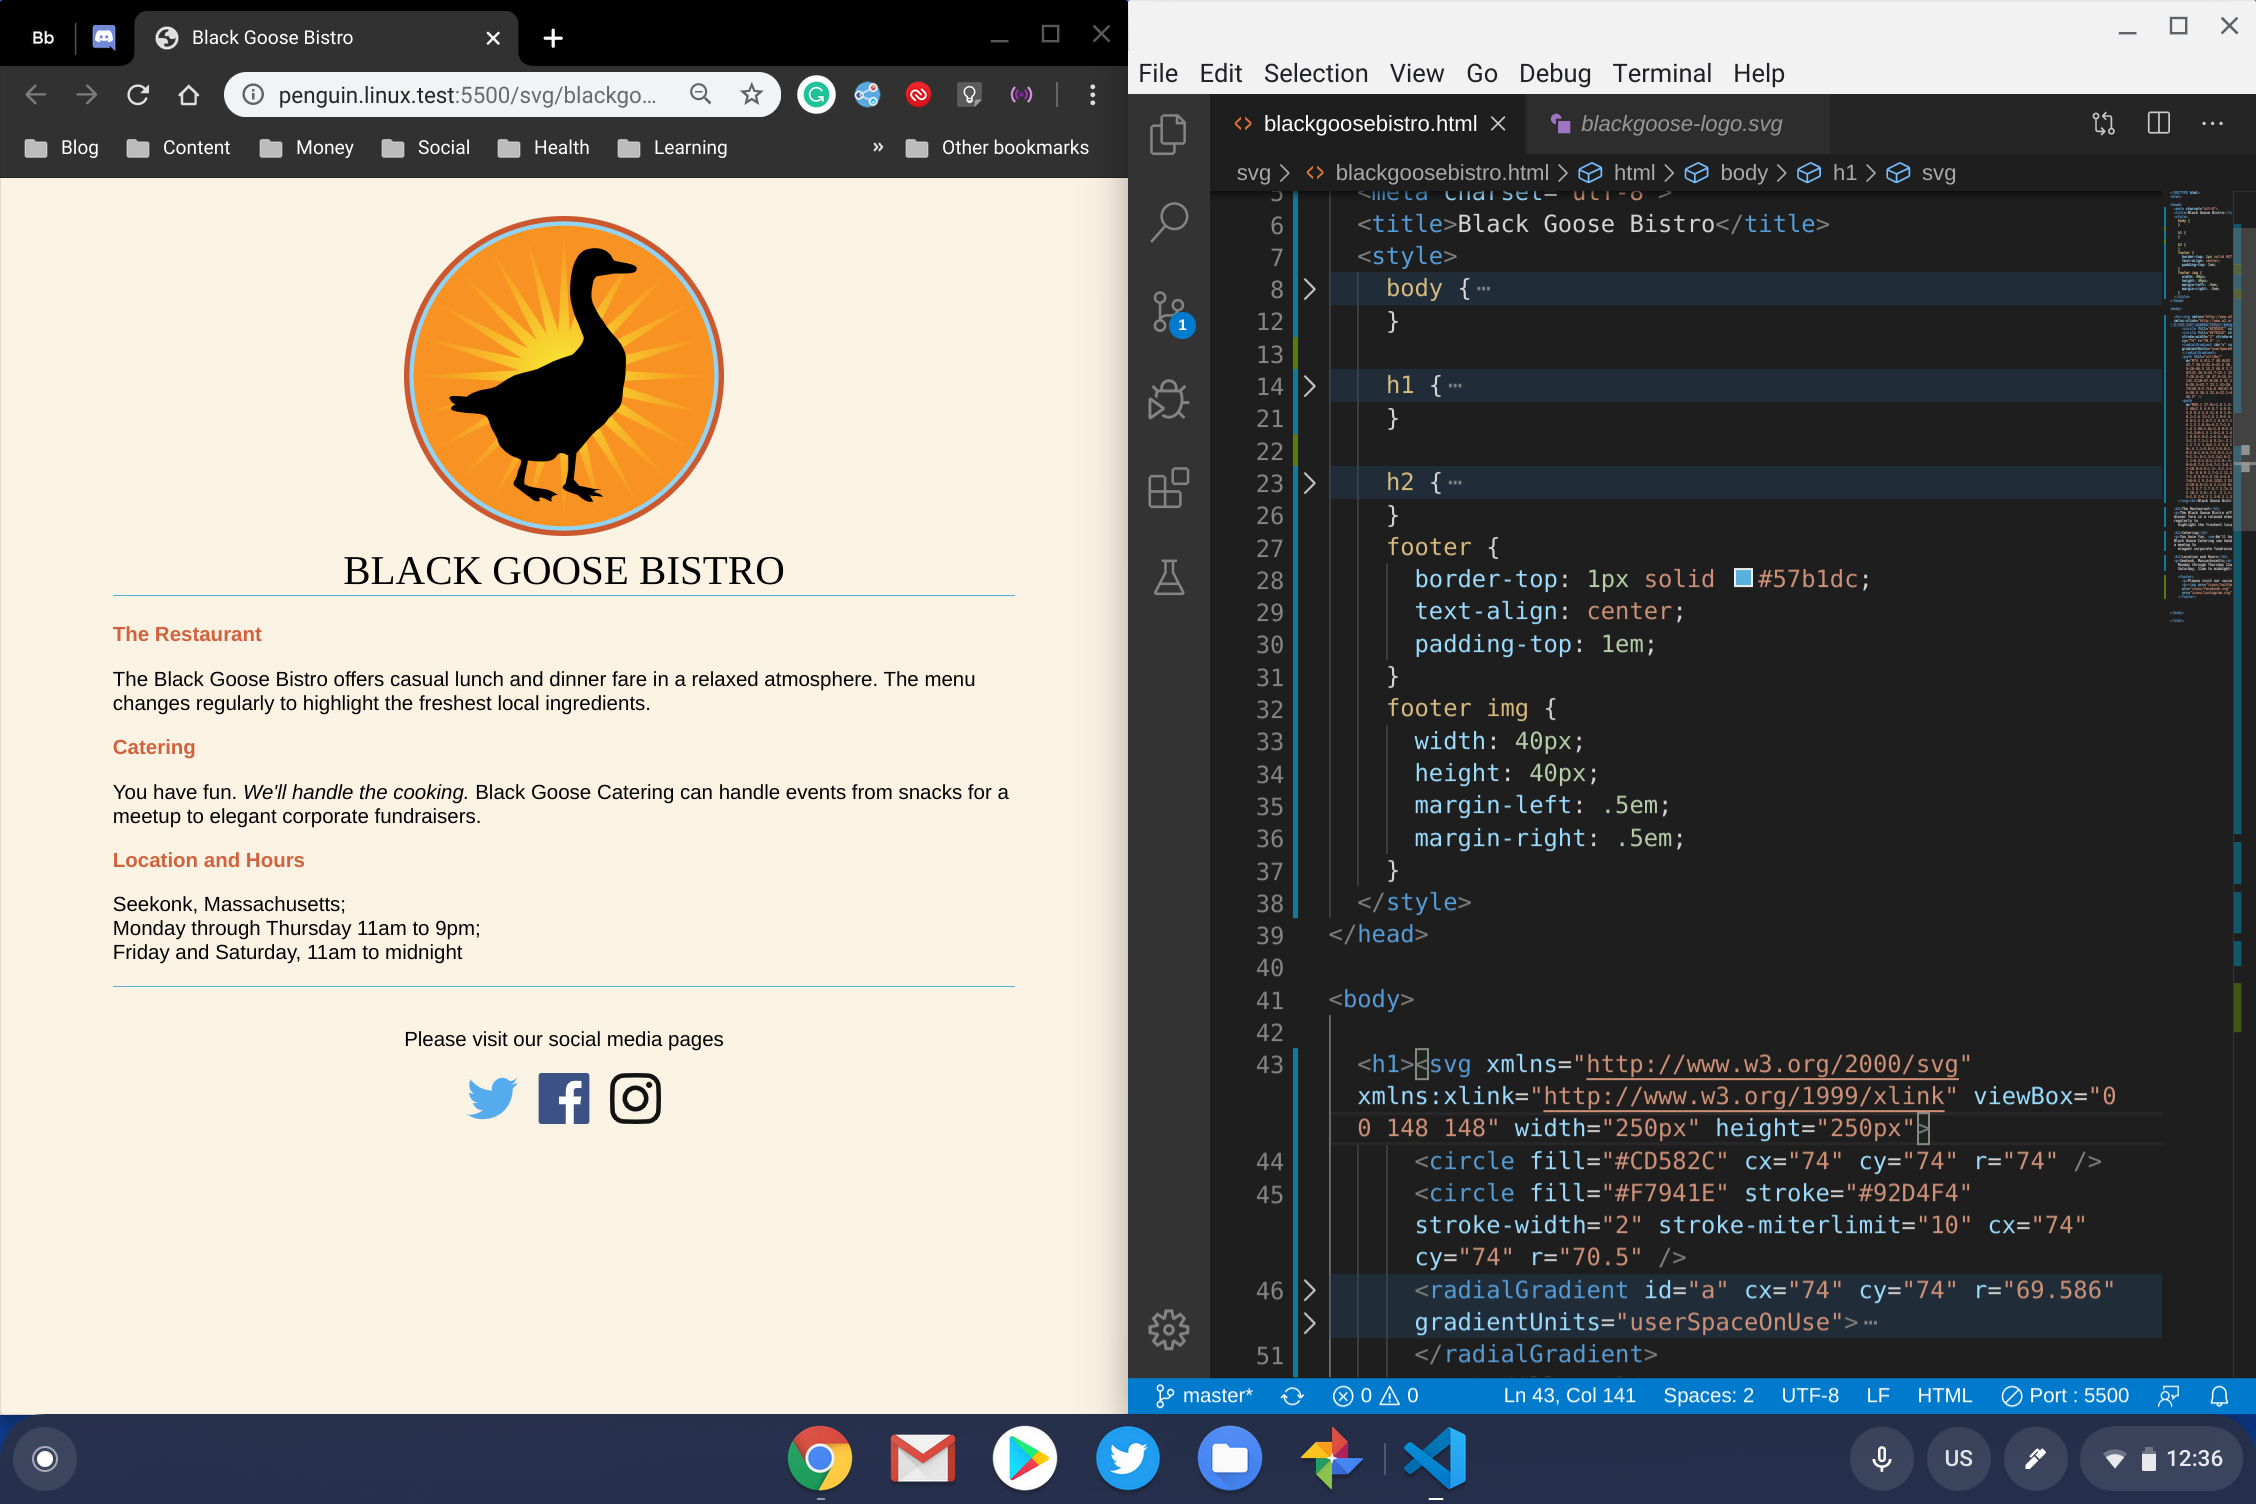 Bb
Black Goose Bistro
penguin.linux.test:5500/svg/blackgo...
Blog Content Money Social Health Learning » Other bookmarks
BLACK GOOSE BISTRO
The Restaurant
The Black Goose Bistro offers casual lunch and dinner fare in a relaxed atmosphere. The menu
changes regularly to highlight the freshest local ingredients.
Catering
You have fun. We'll handle the cooking. Black Goose Catering can handle events from snacks for a
meetup to elegant corporate fundraisers.
Location and Hours
Seekonk, Massachusetts;
Monday through Thursday 11am to 9pm;
Friday and Saturday, 11am to midnight
Please visit our social media pages
File Edit Selection View Go Debug Terminal Help
blackgoosebistro.html blackgoose-logo.svg
svg > blackgoosebistro.html > html > body > h1 > svg
1
5 <meta charset="utf-8">
6 <title>Black Goose Bistro</title>
7 <style>
8 body {…
12 }
13
14 h1 {…
21 }
22
23 h2 {…
26 }
27 footer {
28 border-top: 1px solid #57b1dc;
29 text-align: center;
30 padding-top: 1em;
31 }
32 footer img {
33 width: 40px;
34 height: 40px;
35 margin-left: .5em;
36 margin-right: .5em;
37 }
38 </style>
39 </head>
40
41 <body>
42
43 <h1><svg xmlns="http://www.w3.org/2000/svg"
xmlns:xlink="http://www.w3.org/1999/xlink" viewBox="0
0 148 148" width="250px" height="250px">
44 <circle fill="#CD582C" cx="74" cy="74" r="74" />
45 <circle fill="#F7941E" stroke="#92D4F4"
stroke-width="2" stroke-miterlimit="10" cx="74"
cy="74" r="70.5" />
46 <radialGradient id="a" cx="74" cy="74" r="69.586"
gradientUnits="userSpaceOnUse">…
51 </radialGradient>
master* 0 0 Ln 43, Col 141 Spaces: 2 UTF-8 LF HTML Port : 5500
US 12:36